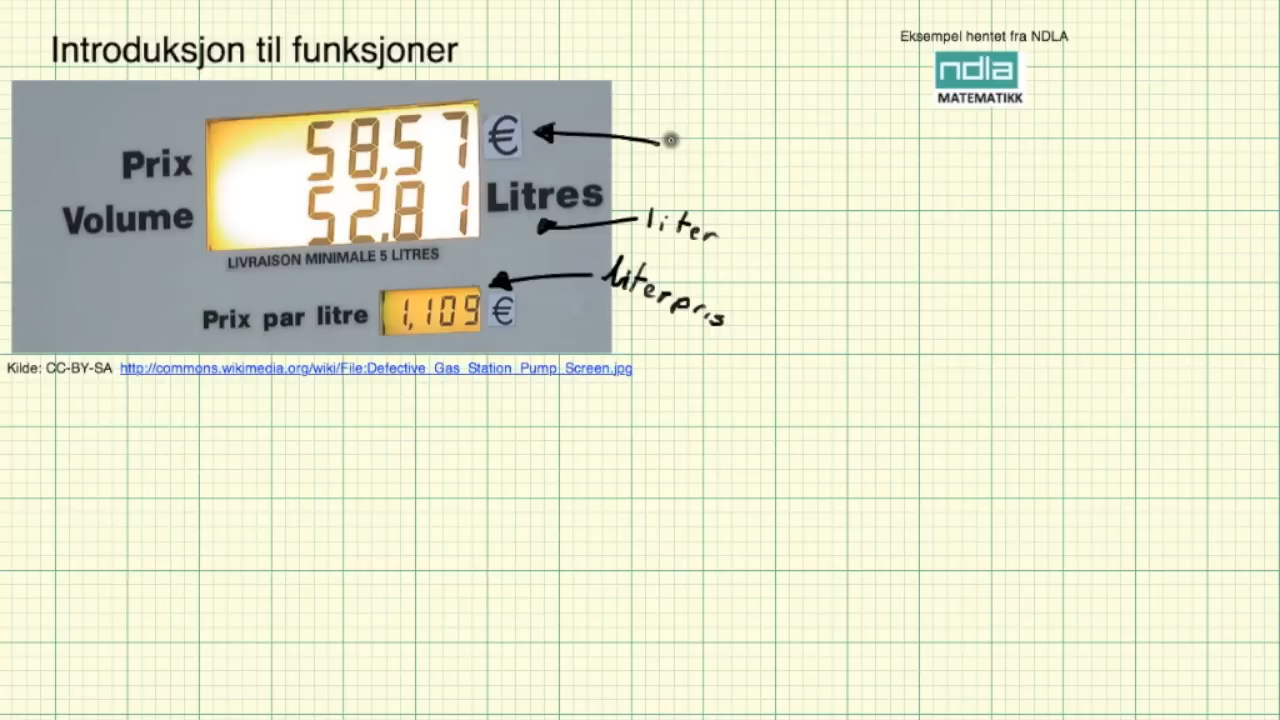 Introduksjon til funksjoner
Eksempel hentet fra NDLA
ndla
MATEMATIKK
Prix 58,57 €
Volume 52,81 Litres
LIVRAISON MINIMALE 5 LITRES
Prix par litre 1,109 €
liter
literpris
Kilde: CC-BY-SA http://commons.wikimedia.org/wiki/File:Defective_Gas_Station_Pump_Screen.jpg